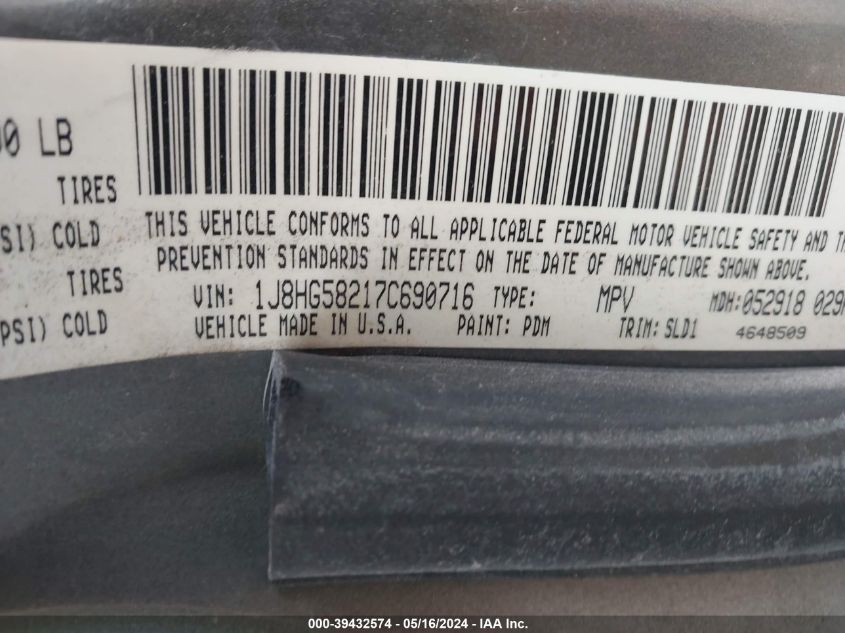 00 LB
TIRES
SI) COLD
TIRES
PSI) COLD
THIS VEHICLE CONFORMS TO ALL APPLICABLE FEDERAL MOTOR VEHICLE SAFETY AND
PREVENTION STANDARDS IN EFFECT ON THE DATE OF MANUFACTURE SHOWN ABOVE.
VIN: 1J8HG58217C690716 TYPE: MPV MDH:052918 029
VEHICLE MADE IN U.S.A. PAINT: PDM TRIM: SLD1 4648509
000-39432574 - 05/16/2024 - IAA Inc.